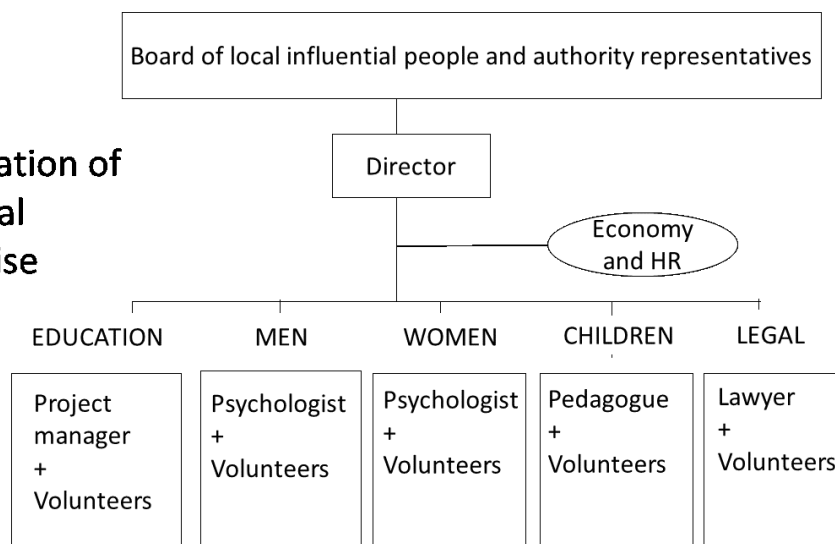 Board of local influential people and authority representatives
ation of
al
ise
Director
Economy
and HR
EDUCATION
MEN
WOMEN
CHILDREN
LEGAL
Project
manager
+
Volunteers
Psychologist
+
Volunteers
Psychologist
+
Volunteers
Pedagogue
+
Volunteers
Lawyer
+
Volunteers